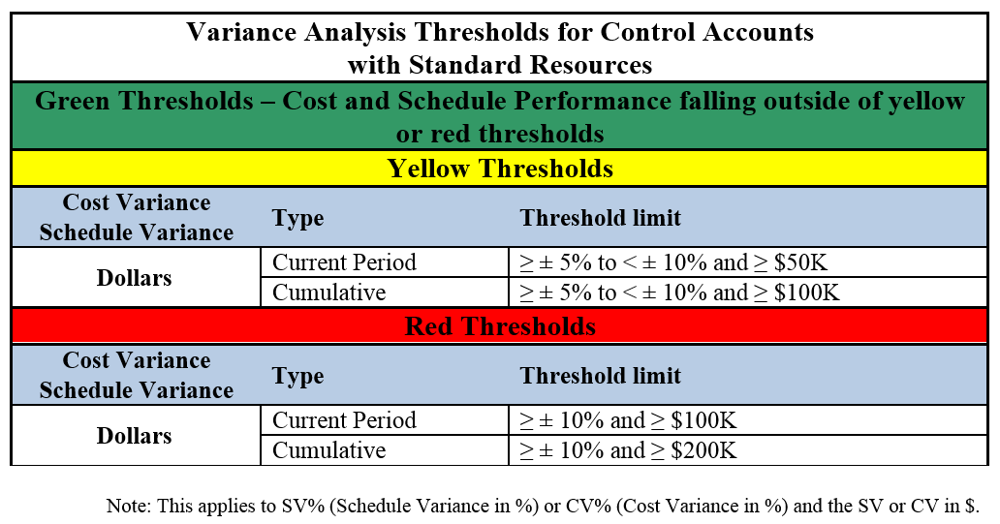 Variance Analysis Thresholds for Control Accounts
with Standard Resources
Green Thresholds – Cost and Schedule Performance falling outside of yellow
or red thresholds
Yellow Thresholds
Cost Variance
Schedule Variance
Type
Threshold limit
Dollars
Current Period
≥ ± 5% to < ± 10% and ≥ $50K
Cumulative
≥ ± 5% to < ± 10% and ≥ $100K
Red Thresholds
Cost Variance
Schedule Variance
Type
Threshold limit
Dollars
Current Period
≥ ± 10% and ≥ $100K
Cumulative
≥ ± 10% and ≥ $200K
Note: This applies to SV% (Schedule Variance in %) or CV% (Cost Variance in %) and the SV or CV in $.